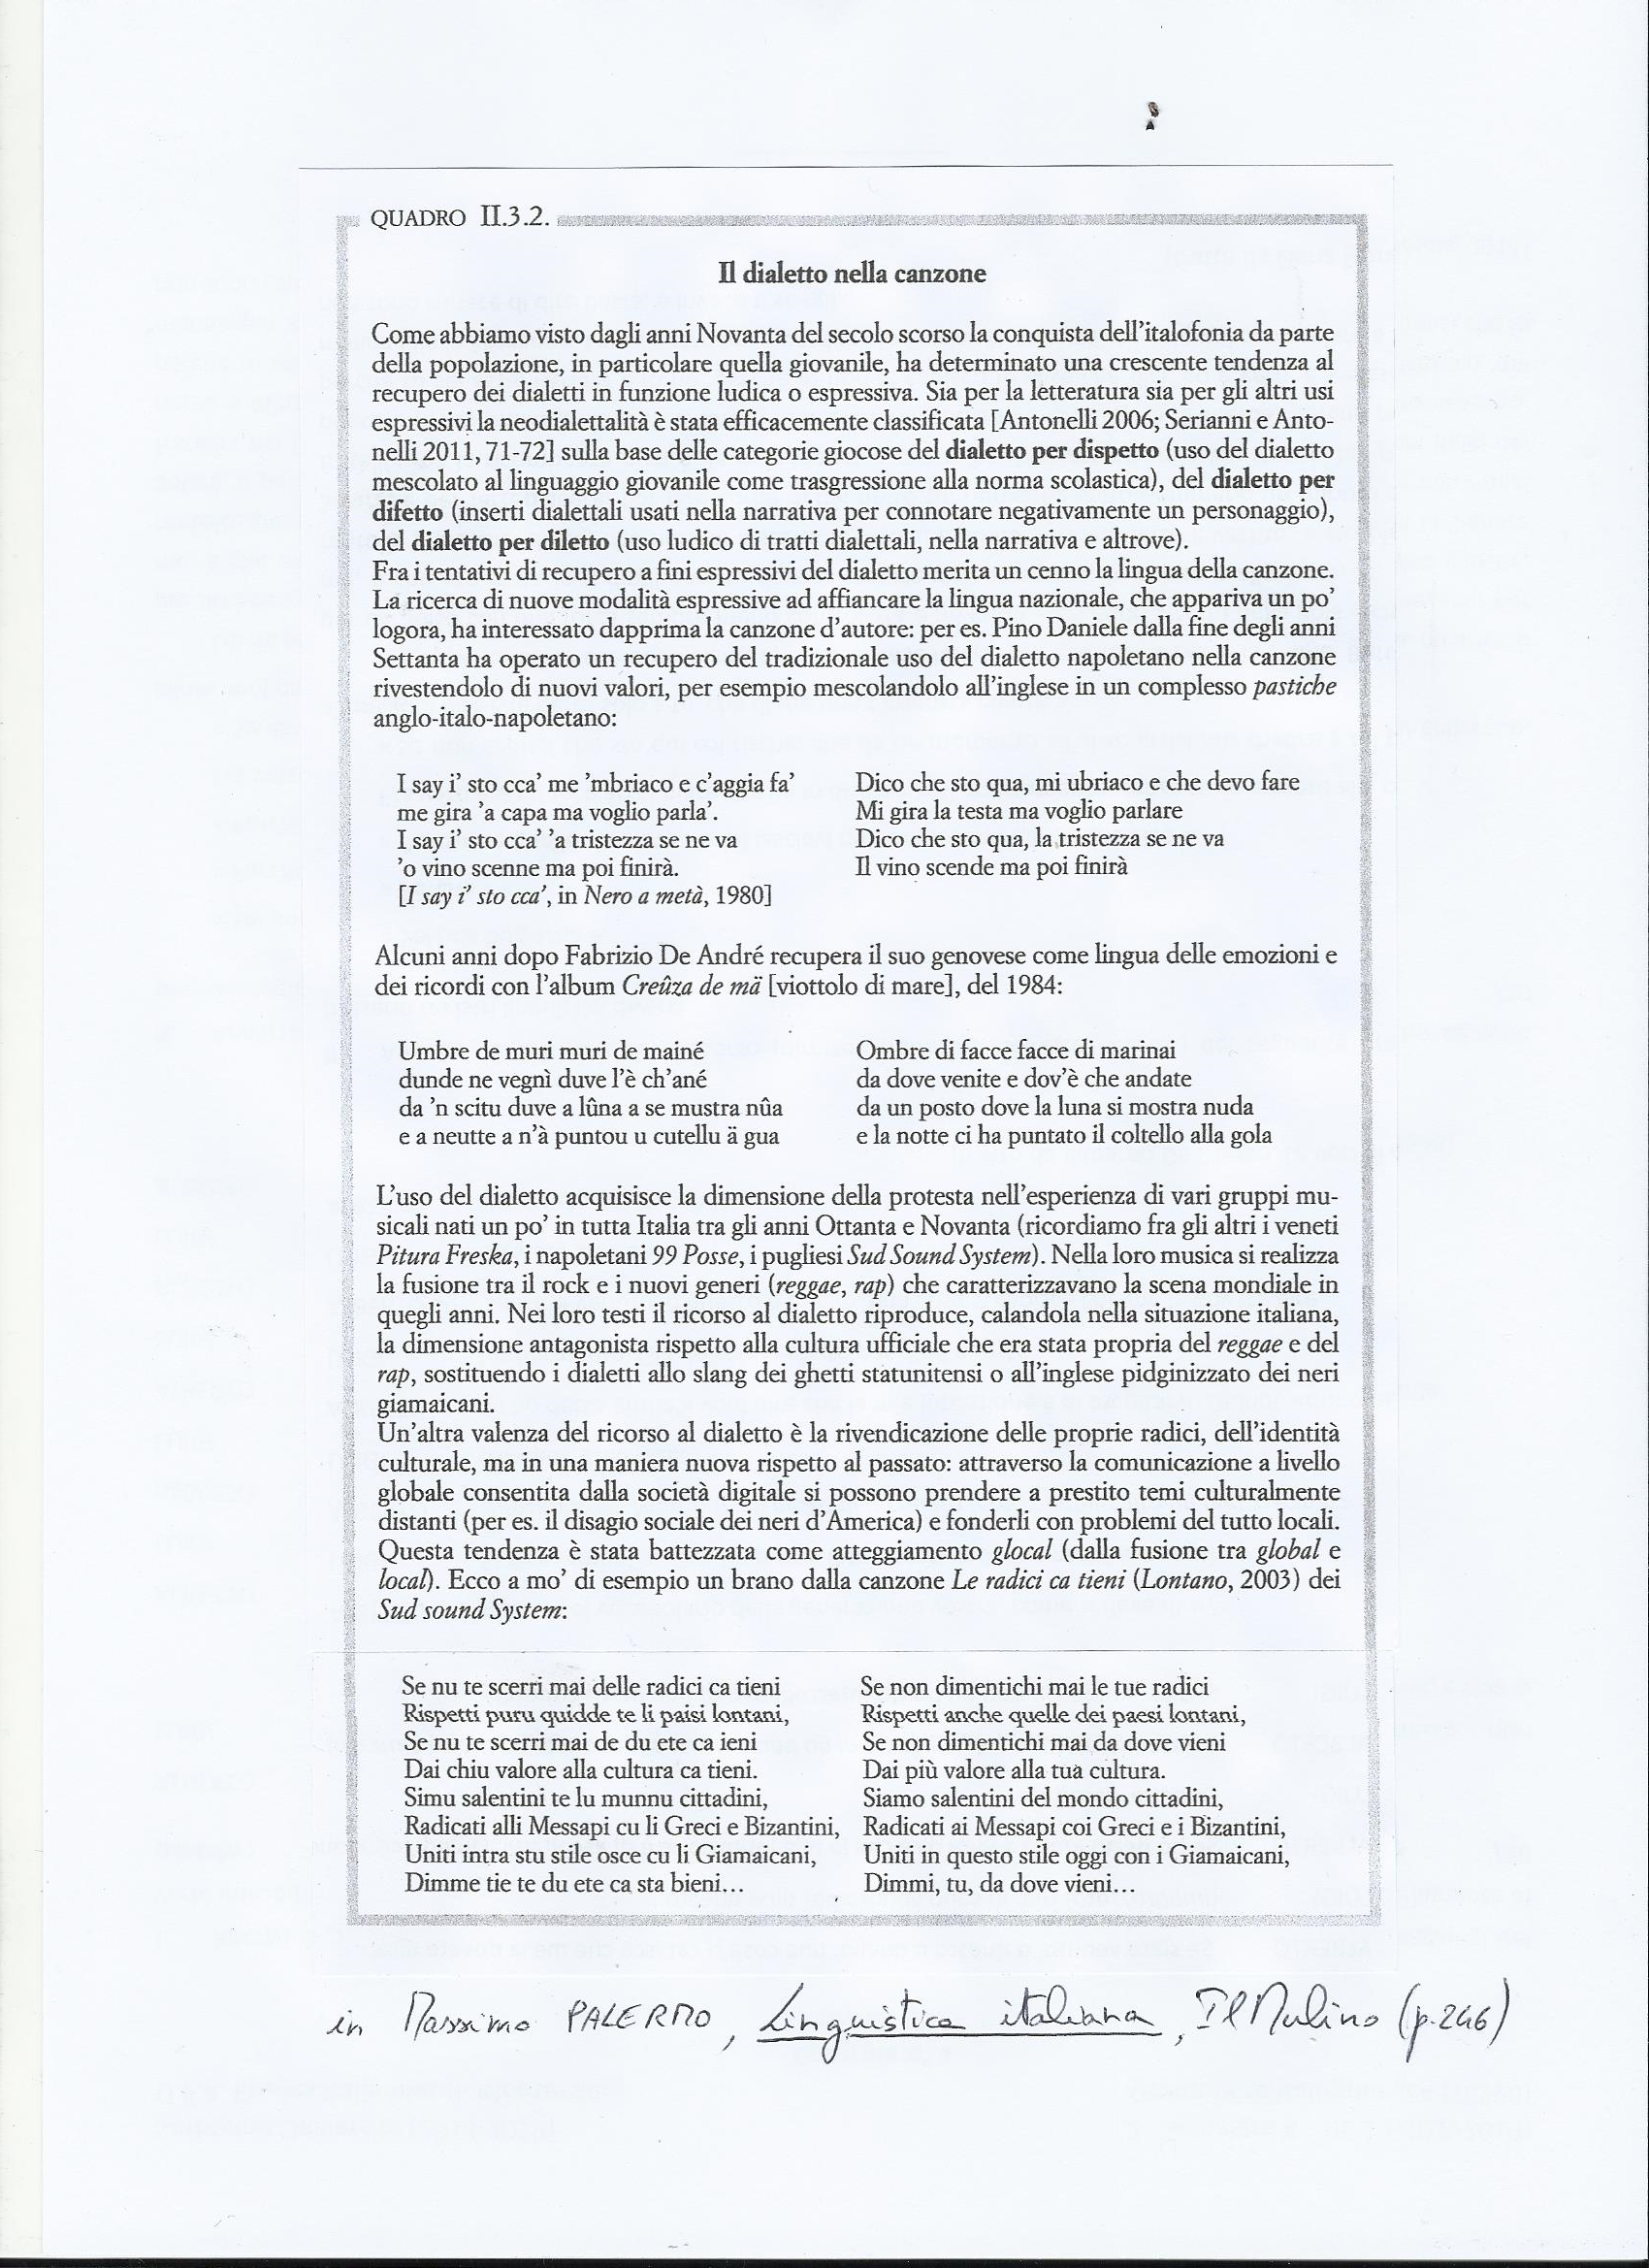 QUADRO II.3.2.
Il dialetto nella canzone
Come abbiamo visto dagli anni Novanta del secolo scorso la conquista dell'italofonia da parte
della popolazione, in particolare quella giovanile, ha determinato una crescente tendenza al
recupero dei dialetti in funzione ludica o espressiva. Sia per la letteratura sia per gli altri usi
espressivi la neodialettalità è stata efficacemente classificata [Antonelli 2006; Serianni e Anto-
nelli 2011, 71-72] sulla base delle categorie giocose del dialetto per dispetto (uso del dialetto
mescolato al linguaggio giovanile come trasgressione alla norma scolastica), del dialetto per
difetto (inserti dialettali usati nella narrativa per connotare negativamente un personaggio),
del dialetto per diletto (uso ludico di tratti dialettali, nella narrativa e altrove).
Fra i tentativi di recupero a fini espressivi del dialetto merita un cenno la lingua della canzone.
La ricerca di nuove modalità espressive ad affiancare la lingua nazionale, che appariva un po'
logora, ha interessato dapprima la canzone d'autore: per es. Pino Daniele dalla fine degli anni
Settanta ha operato un recupero del tradizionale uso del dialetto napoletano nella canzone
rivestendolo di nuovi valori, per esempio mescolandolo all'inglese in un complesso pastiche
anglo-italo-napoletano:
I say i' sto cca' me 'mbriaco e c'aggia fa'
me gira 'a capa ma voglio parla'.
I say i' sto cca' 'a tristezza se ne va
'o vino scenne ma poi finirà.
[I say i' sto cca', in Nero a metà, 1980]
Dico che sto qua, mi ubriaco e che devo fare
Mi gira la testa ma voglio parlare
Dico che sto qua, la tristezza se ne va
Il vino scende ma poi finirà
Alcuni anni dopo Fabrizio De André recupera il suo genovese come lingua delle emozioni e
dei ricordi con l'album Creûza de mä [viottolo di mare], del 1984:
Umbre de muri muri de mainé
dunde ne vegnì duve l'è ch'ané
da 'n scitu duve a lûna a se mustra nûa
e a neutte a n'à puntou u cutellu ä gua
Ombre di facce facce di marinai
da dove venite e dov'è che andate
da un posto dove la luna si mostra nuda
e la notte ci ha puntato il coltello alla gola
L'uso del dialetto acquisisce la dimensione della protesta nell'esperienza di vari gruppi mu-
sicali nati un po' in tutta Italia tra gli anni Ottanta e Novanta (ricordiamo fra gli altri i veneti
Pitura Freska, i napoletani 99 Posse, i pugliesi Sud Sound System). Nella loro musica si realizza
la fusione tra il rock e i nuovi generi (reggae, rap) che caratterizzavano la scena mondiale in
quegli anni. Nei loro testi il ricorso al dialetto riproduce, calandola nella situazione italiana,
la dimensione antagonista rispetto alla cultura ufficiale che era stata propria del reggae e del
rap, sostituendo i dialetti allo slang dei ghetti statunitensi o all'inglese pidginizzato dei neri
giamaicani.
Un'altra valenza del ricorso al dialetto è la rivendicazione delle proprie radici, dell'identità
culturale, ma in una maniera nuova rispetto al passato: attraverso la comunicazione a livello
globale consentita dalla società digitale si possono prendere a prestito temi culturalmente
distanti (per es. il disagio sociale dei neri d'America) e fonderli con problemi del tutto locali.
Questa tendenza è stata battezzata come atteggiamento glocal (dalla fusione tra global e
local). Ecco a mo' di esempio un brano dalla canzone Le radici ca tieni (Lontano, 2003) dei
Sud sound System:
Se nu te scerri mai delle radici ca tieni
Rispetti puru quidde te li paisi lontani,
Se nu te scerri mai de du ete ca ieni
Dai chiu valore alla cultura ca tieni.
Simu salentini te lu munnu cittadini,
Radicati alli Messapi cu li Greci e Bizantini,
Uniti intra stu stile osce cu li Giamaicani,
Dimme tie te du ete ca sta bieni...
Se non dimentichi mai le tue radici
Rispetti anche quelle dei paesi lontani,
Se non dimentichi mai da dove vieni
Dai più valore alla tua cultura.
Siamo salentini del mondo cittadini,
Radicati ai Messapi coi Greci e i Bizantini,
Uniti in questo stile oggi con i Giamaicani,
Dimmi, tu, da dove vieni...
in Massimo PALERMO, Linguistica italiana, Il Mulino (p.246)